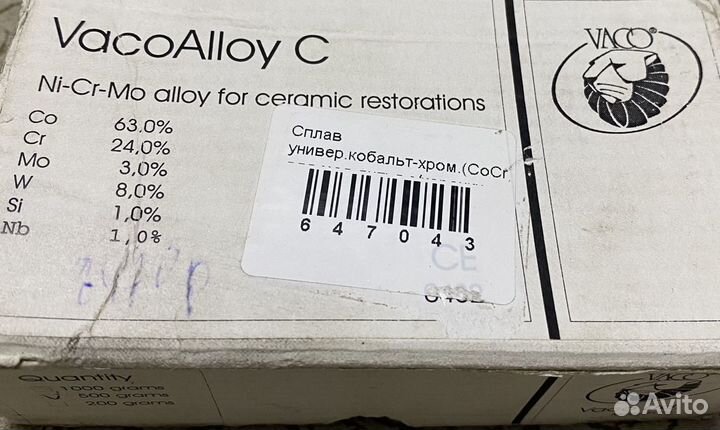 VacoAlloy C
VACO®
Ni-Cr-Mo alloy for ceramic restorations
Co 63.0%
Cr 24,0%
Mo 3,0%
W 8,0%
Si 1,0%
Nb 1,0%
Сплав
универ.кобальт-хром.(CoCr
647043
CE
Quantity
1000 grams
500 grams
200 grams
VACO
Avito